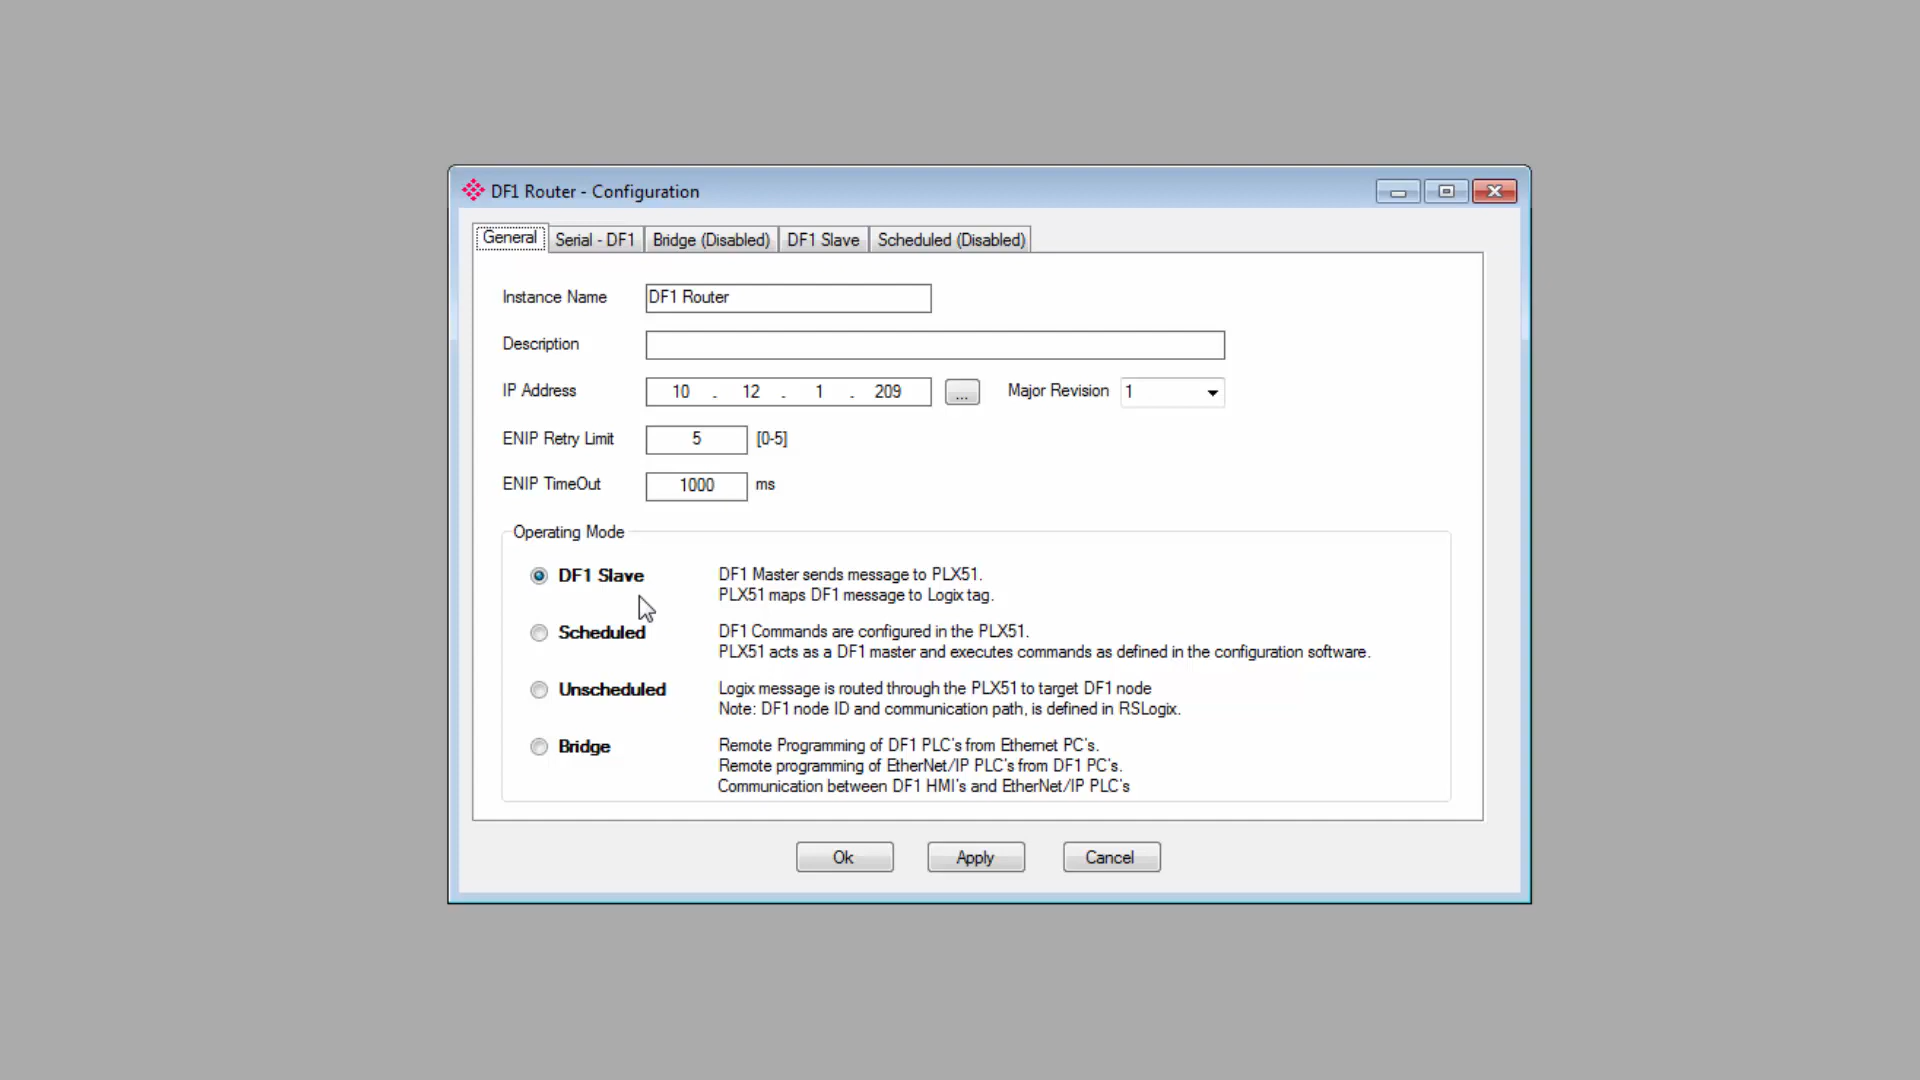 DF1 Router - Configuration
General Serial - DF1 Bridge (Disabled) DF1 Slave Scheduled (Disabled)
Instance Name DF1 Router
Description
IP Address 10 . 12 . 1 . 209 ... Major Revision 1
ENIP Retry Limit 5 [0-5]
ENIP TimeOut 1000 ms
Operating Mode
DF1 Slave DF1 Master sends message to PLX51.
PLX51 maps DF1 message to Logix tag.
Scheduled DF1 Commands are configured in the PLX51.
PLX51 acts as a DF1 master and executes commands as defined in the configuration software.
Unscheduled Logix message is routed through the PLX51 to target DF1 node
Note: DF1 node ID and communication path, is defined in RSLogix.
Bridge Remote Programming of DF1 PLC's from Ethernet PC's.
Remote programming of EtherNet/IP PLC's from DF1 PC's.
Communication between DF1 HMI's and EtherNet/IP PLC's
Ok Apply Cancel